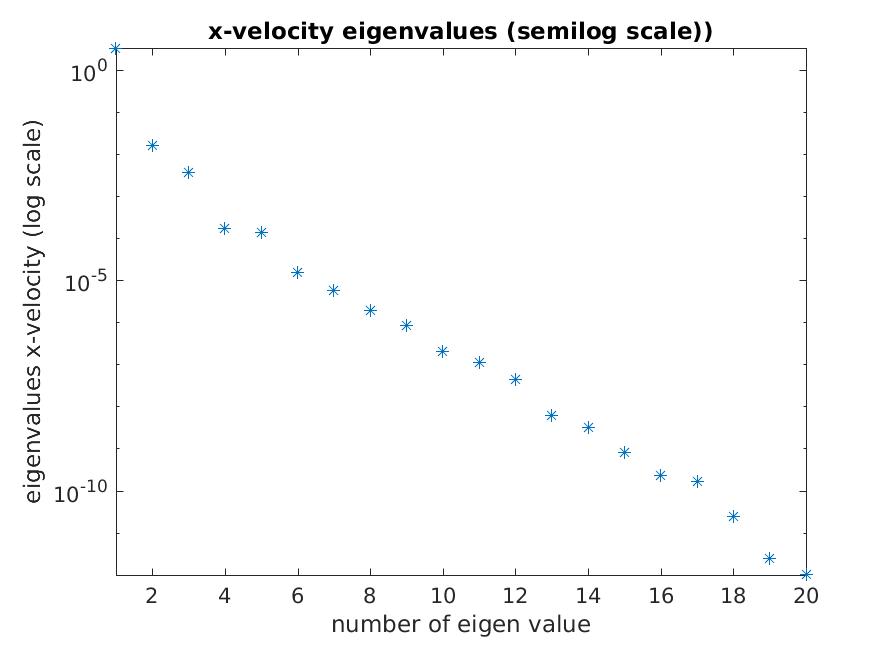 x-velocity eigenvalues (semilog scale))
10^0
10^-5
10^-10
eigenvalues x-velocity (log scale)
2 4 6 8 10 12 14 16 18 20
number of eigen value